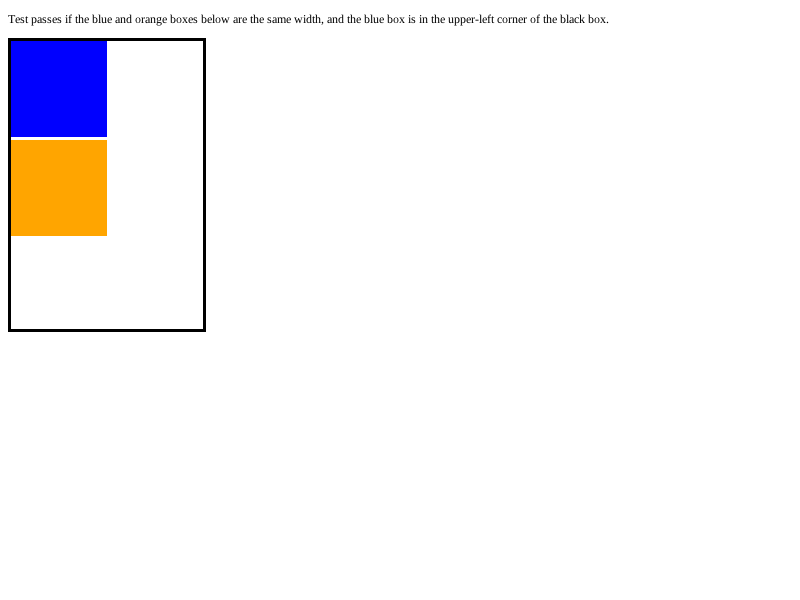 Test passes if the blue and orange boxes below are the same width, and the blue box is in the upper-left corner of the black box.